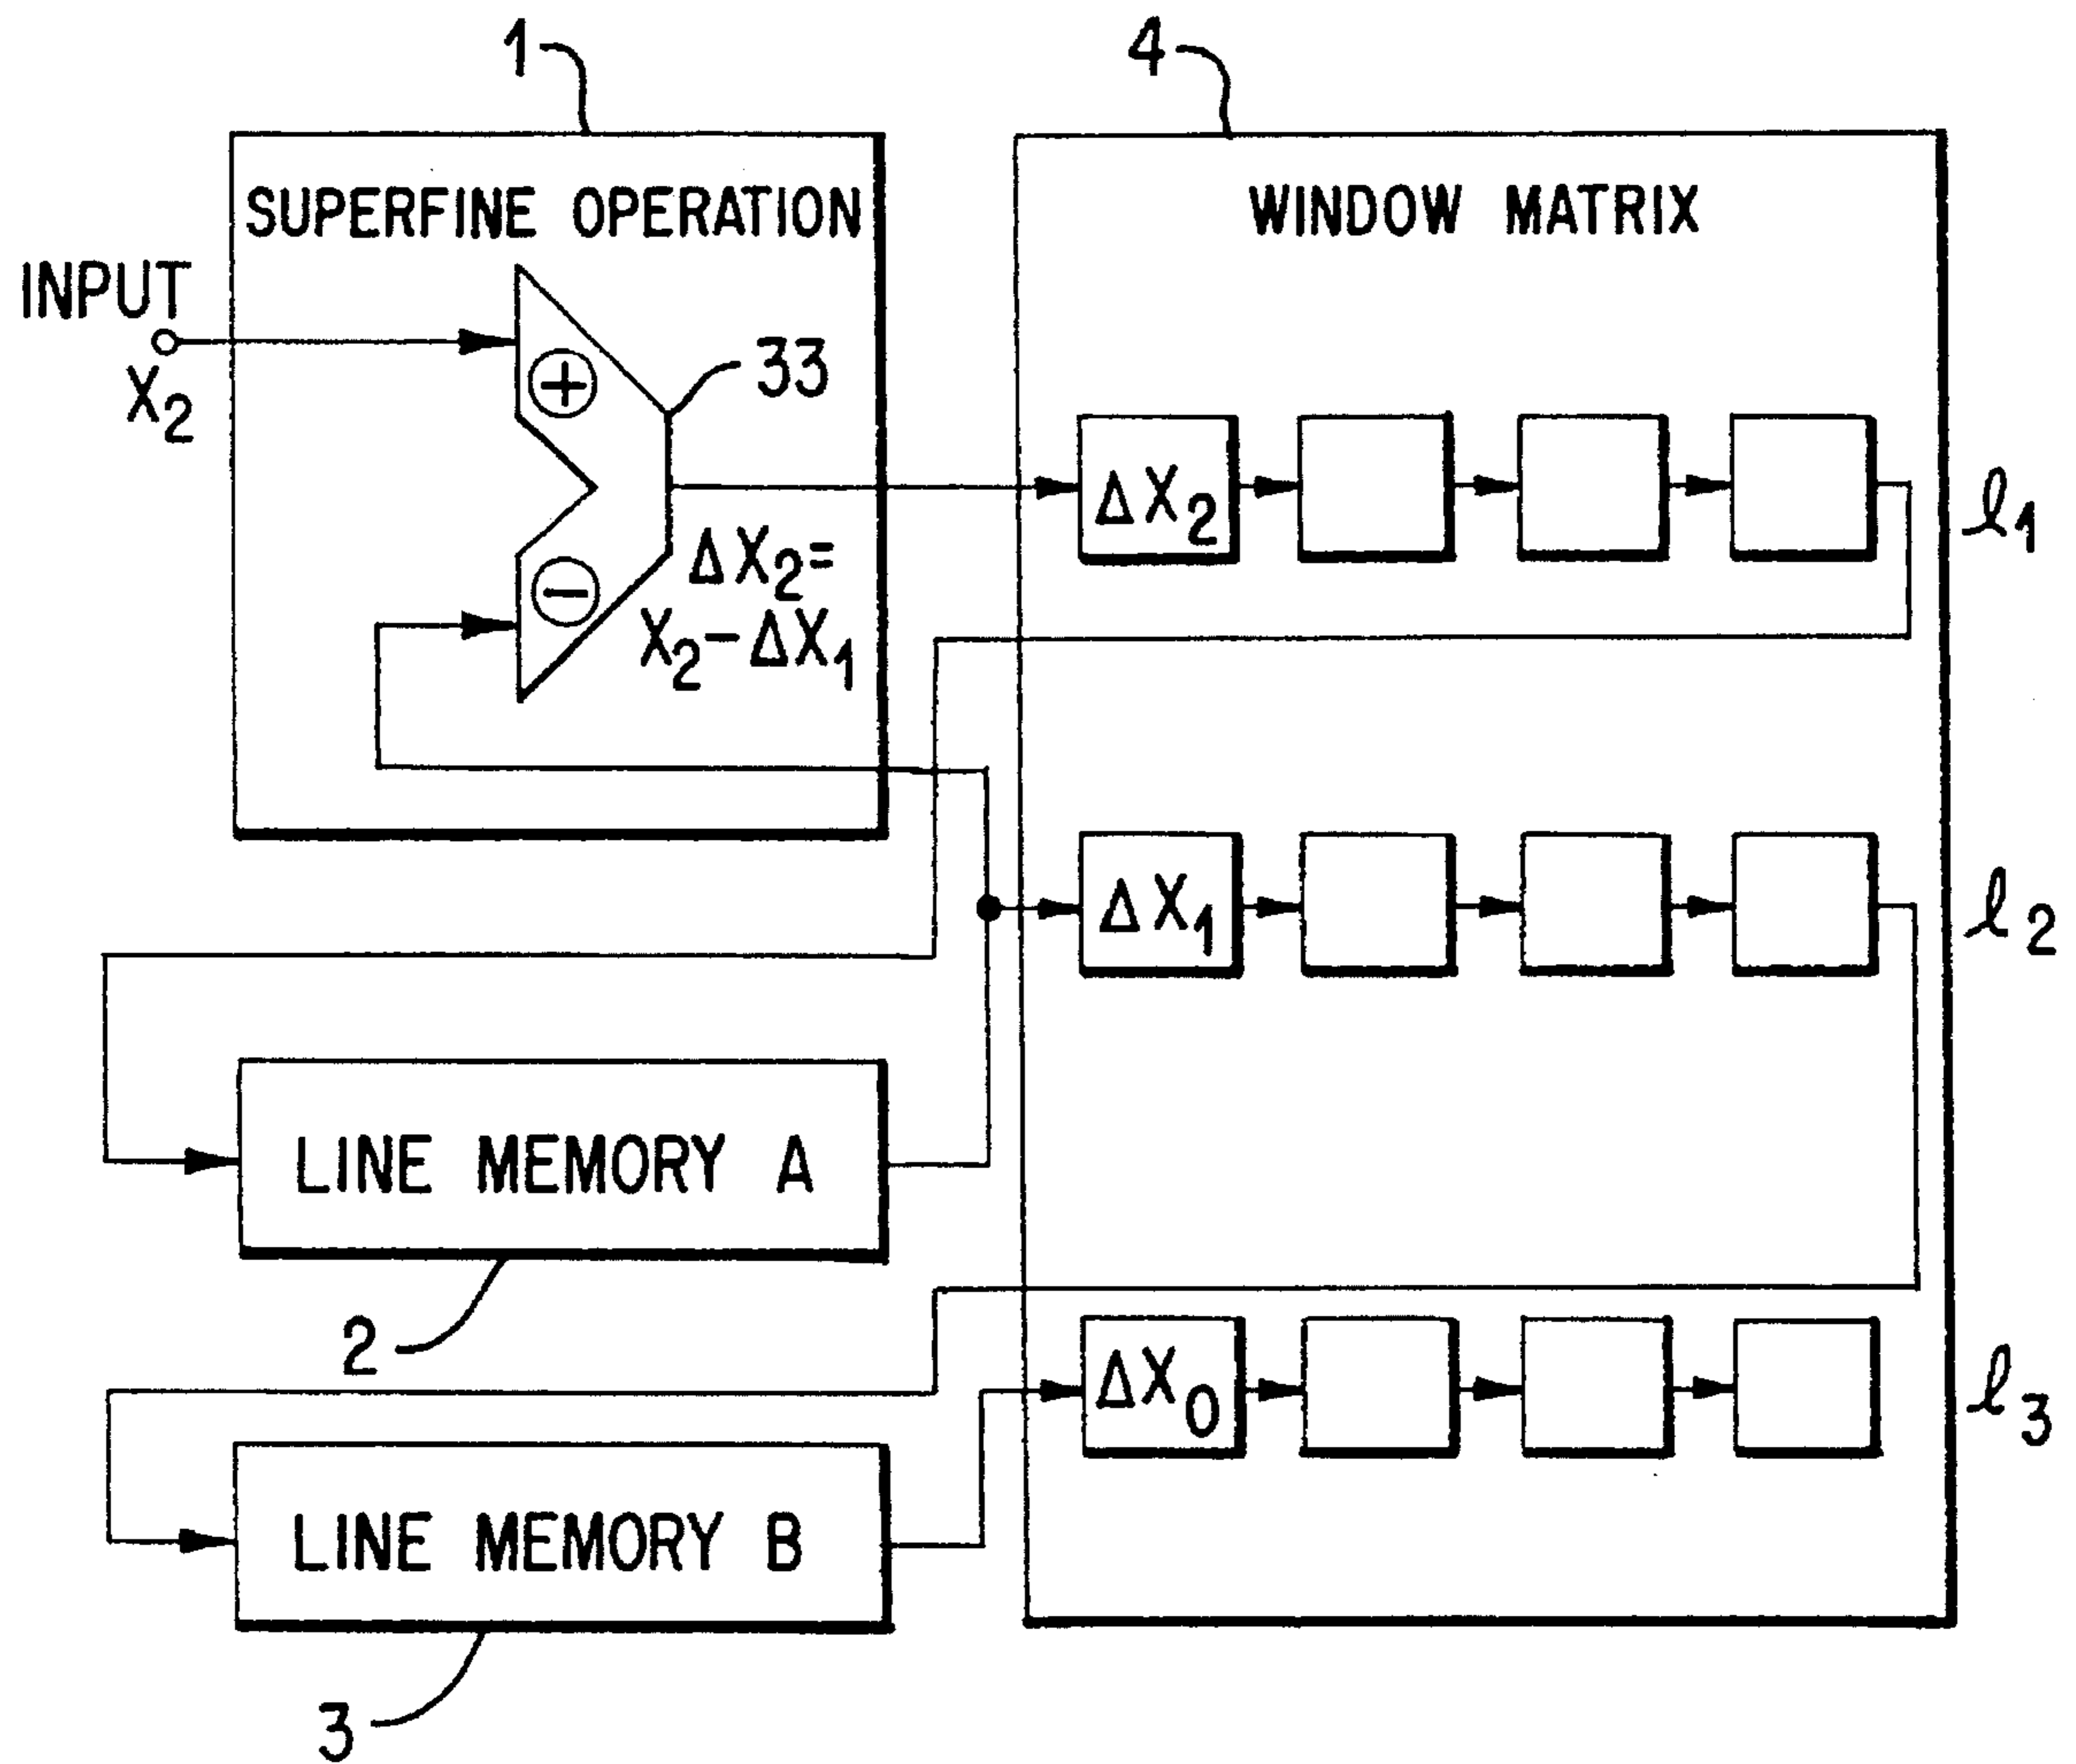 1
4
SUPERFINE OPERATION
WINDOW MATRIX
INPUT
X₂
+
33
ΔX₂
ℓ₁
−
ΔX₂=
X₂−ΔX₁
ΔX₁
ℓ₂
LINE MEMORY A
2
ΔX₀
ℓ₃
LINE MEMORY B
3